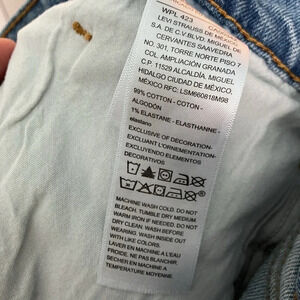 WPL 423
LEVI STRAUSS DE MÉXICO
S.A. DE C.V. BLVD. MIGUEL DE
CERVANTES SAAVEDRA
NO. 301, TORRE NORTE PISO 7
COL. AMPLIACIÓN GRANADA
C.P. 11529 ALCALDÍA. MIGUEL
HIDALGO CIUDAD DE MÉXICO.
MÉXICO RFC: LSM660818M98
99% COTTON - COTON -
ALGODÓN
1% ELASTANE - ELASTHANNE -
elastano
EXCLUSIVE OF DECORATION-
EXCLUANT L'ORNEMENTATION-
EXCLUYENDO ELEMENTOS
DECORATIVOS
MACHINE WASH COLD. DO NOT
BLEACH. TUMBLE DRY MEDIUM
WARM IRON IF NEEDED. DO NOT
DRY CLEAN. WASH BEFORE
WEARING. WASH INSIDE OUT
WITH LIKE COLORS.
LAVER EN MACHINE À L'EAU
FROIDE. NE PAS BLANCHIR
SÉCHER EN MACHINE À
TEMPÉRATURE MOYENNE.